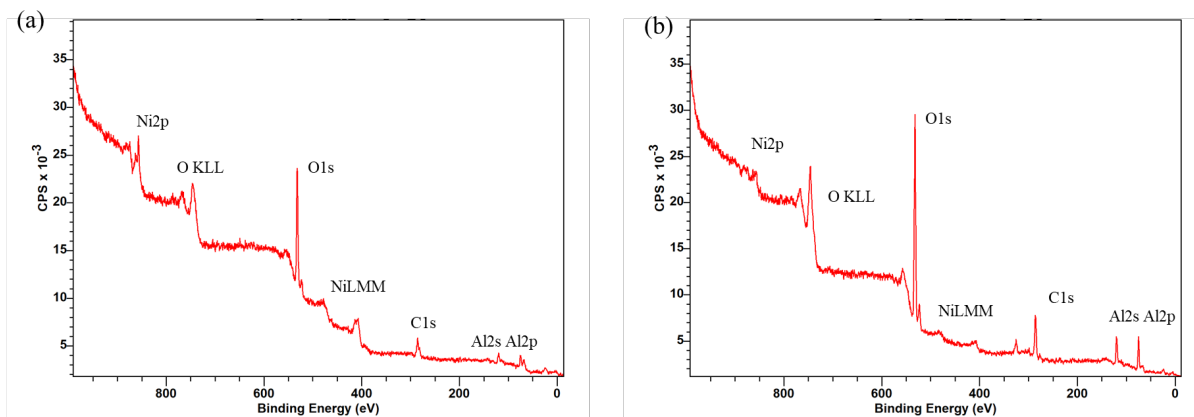 (a)
CPS x 10⁻³
35
30
25
20
15
10
5
Ni2p
O KLL
O1s
NiLMM
C1s
Al2s Al2p
800 600 400 200 0
Binding Energy (eV)
(b)
CPS x 10⁻³
35
30
25
20
15
10
5
Ni2p
O KLL
O1s
NiLMM
C1s
Al2s Al2p
800 600 400 200 0
Binding Energy (eV)